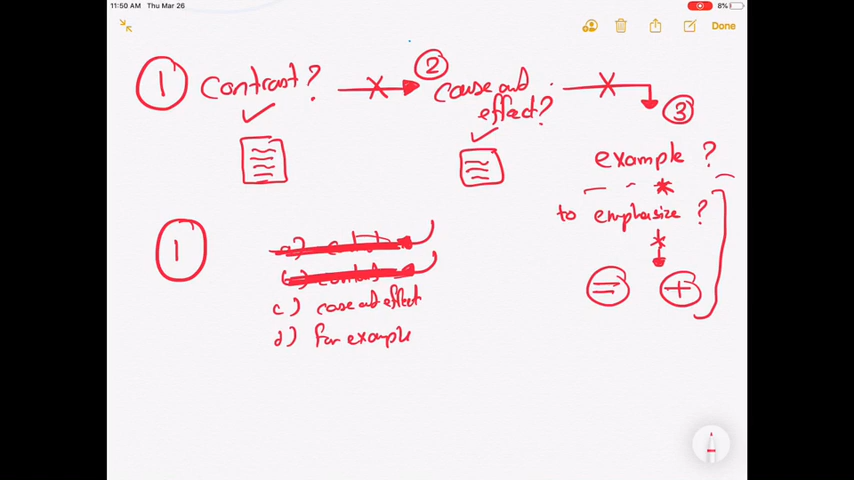 11:50 AM Thu Mar 26
8%
Done
1 Contrast?
2 cause and effect?
3
example ?
to emphasize ?
= +
1
a)
b)
c) case and effect
d) for example